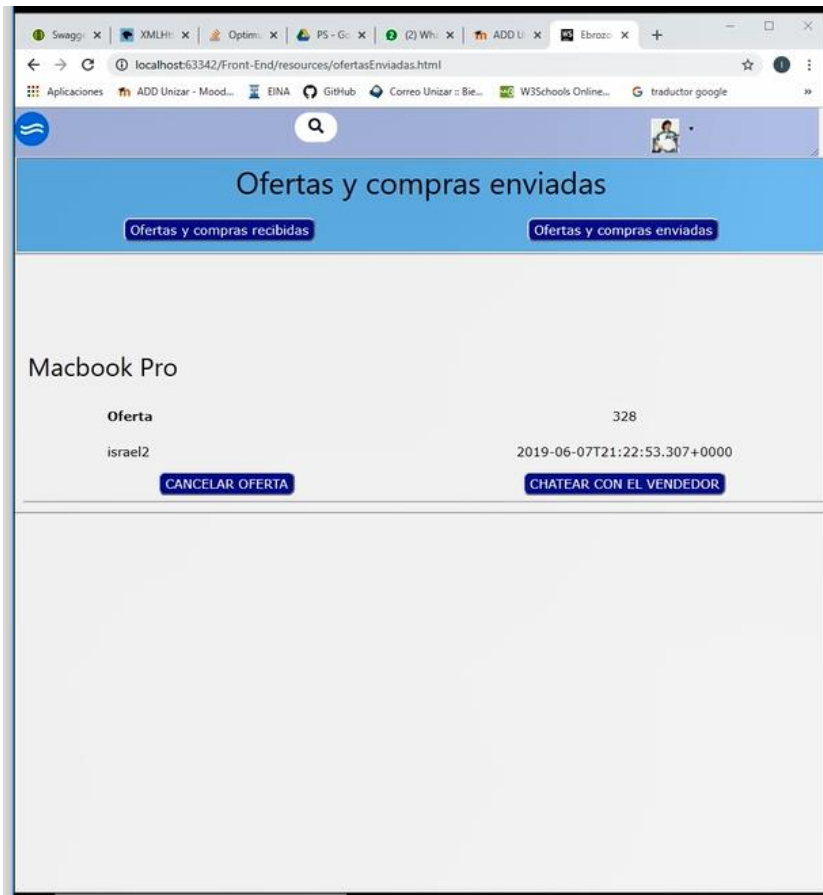 Swagg XMLH Optim PS - G (2) Wh ADD U Ebrozo
localhost:63342/Front-End/resources/ofertasEnviadas.html
Aplicaciones ADD Unizar - Mood... EINA GitHub Correo Unizar :: Bie... W3Schools Online... traductor google »
Ofertas y compras enviadas
Ofertas y compras recibidas Ofertas y compras enviadas
Macbook Pro
Oferta 328
israel2 2019-06-07T21:22:53.307+0000
CANCELAR OFERTA CHATEAR CON EL VENDEDOR